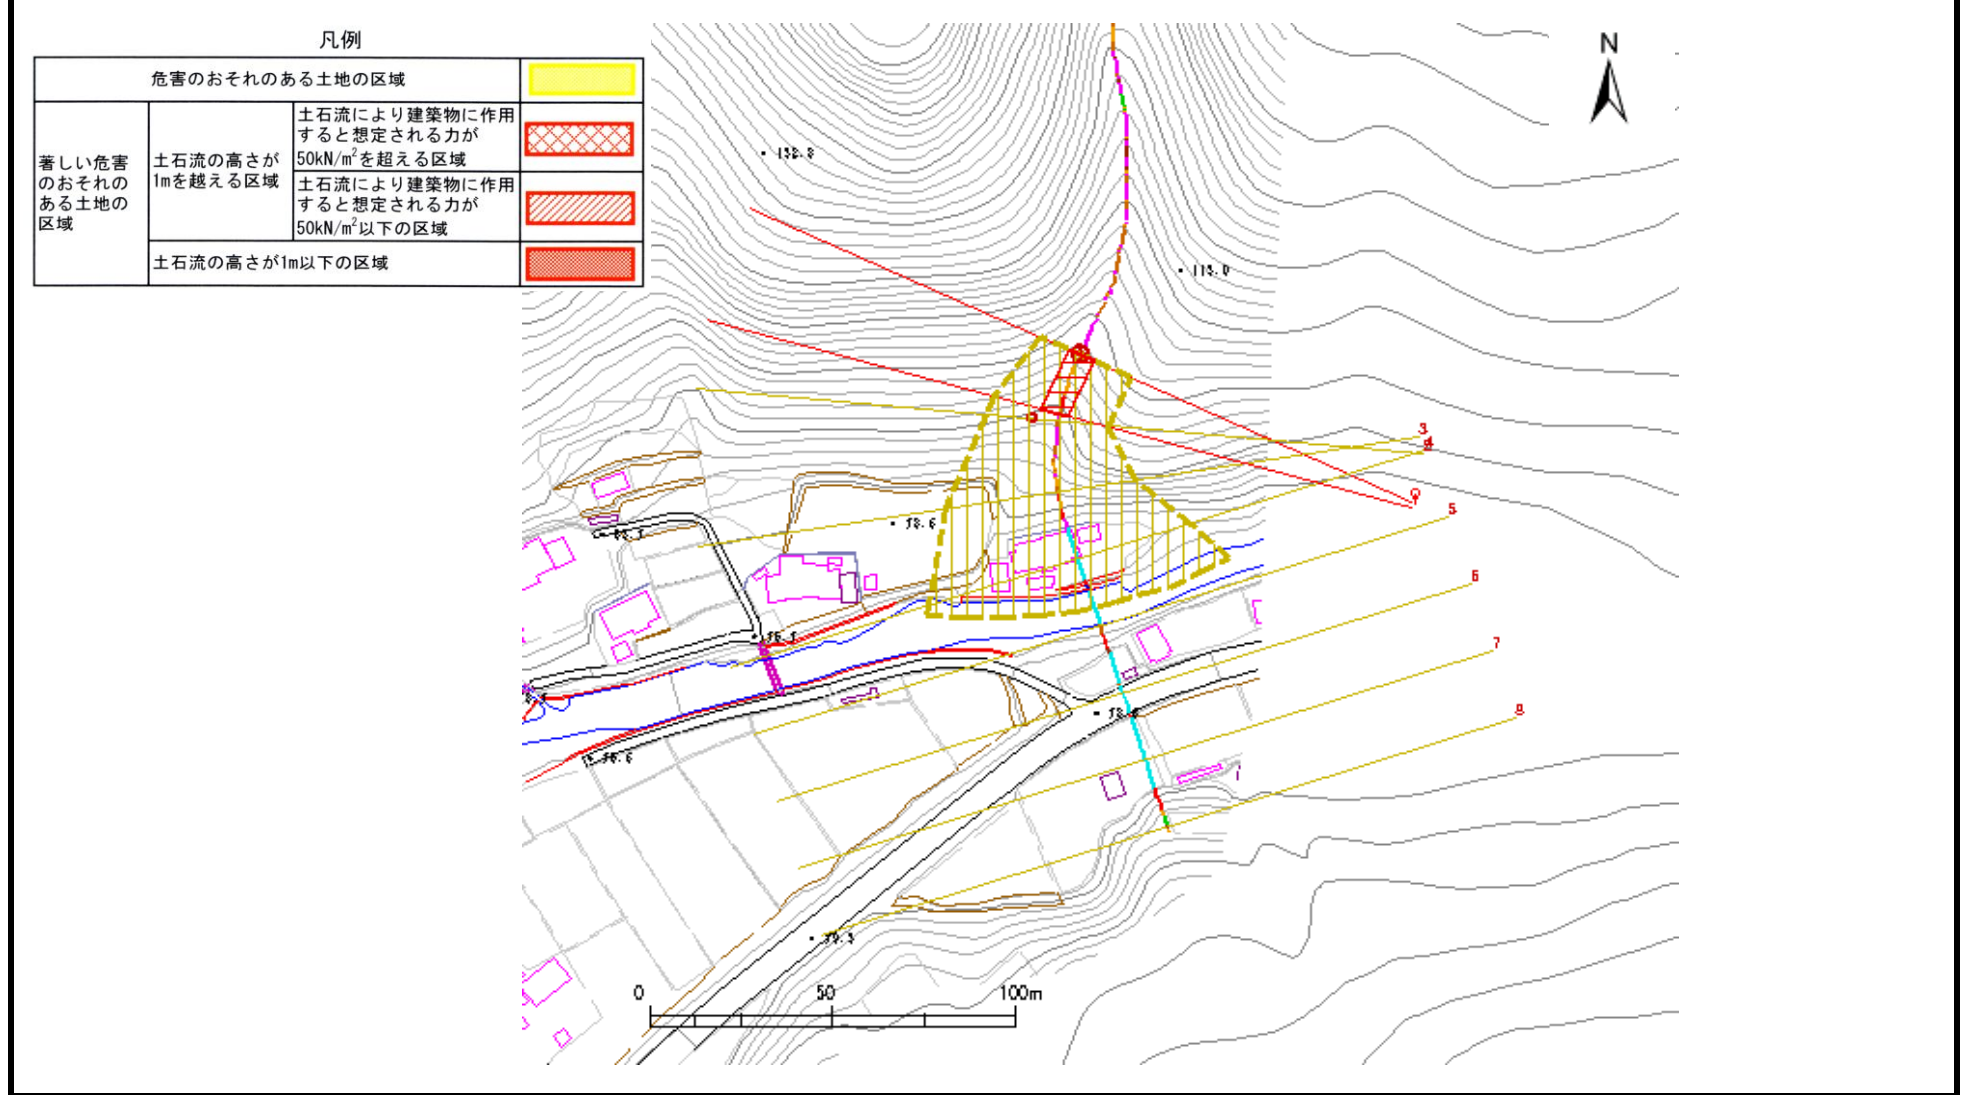 凡例
危害のおそれのある土地の区域
著しい危害
のおそれの
ある土地の
区域
土石流の高さが
1mを越える区域
土石流により建築物に作用
すると想定される力が
50kN/m²を超える区域
土石流により建築物に作用
すると想定される力が
50kN/m²以下の区域
土石流の高さが1m以下の区域
N
113.0
3
5
6
7
8
0 50 100m